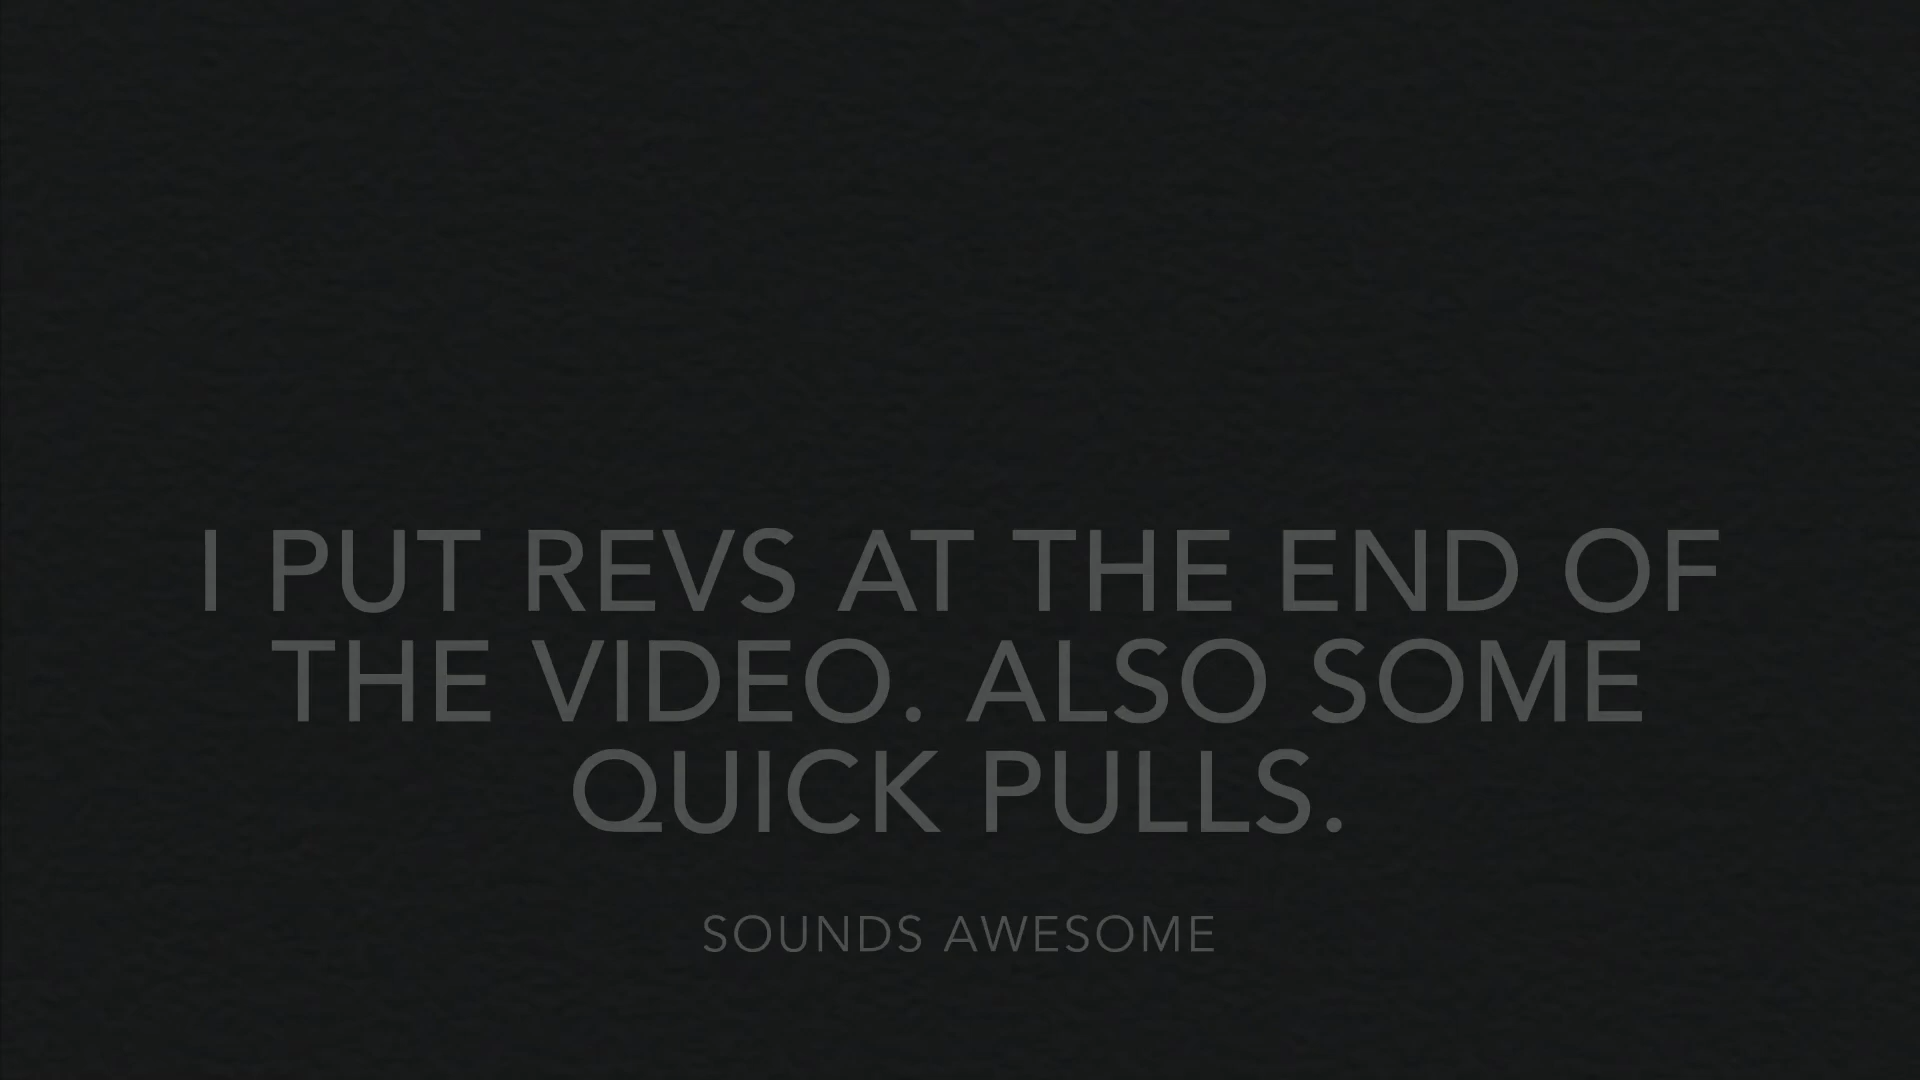 I PUT REVS AT THE END OF
THE VIDEO. ALSO SOME
QUICK PULLS.
SOUNDS AWESOME